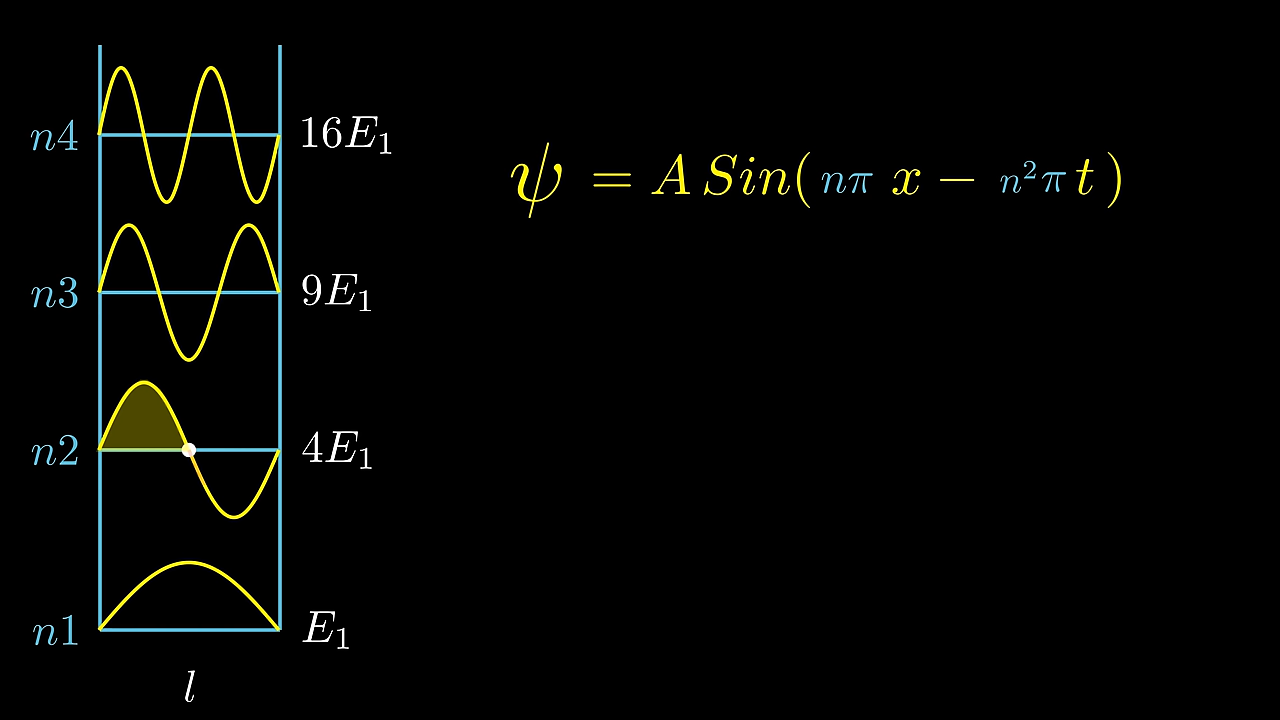 n4 16E₁
ψ = A Sin( nπ x − n²π t )
n3 9E₁
n2 4E₁
n1 E₁
l